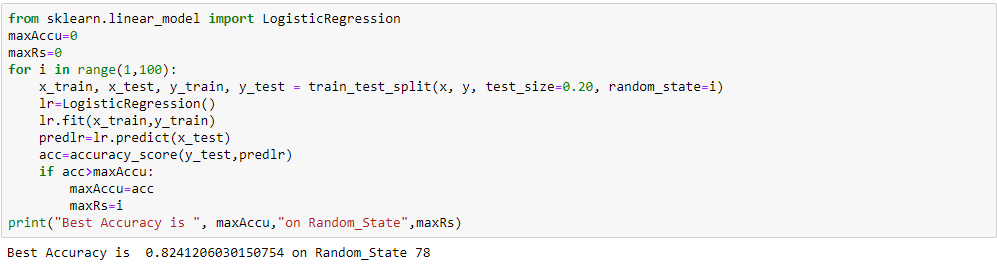 from sklearn.linear_model import LogisticRegression
maxAccu=0
maxRs=0
for i in range(1,100):
    x_train, x_test, y_train, y_test = train_test_split(x, y, test_size=0.20, random_state=i)
    lr=LogisticRegression()
    lr.fit(x_train,y_train)
    predlr=lr.predict(x_test)
    acc=accuracy_score(y_test,predlr)
    if acc>maxAccu:
        maxAccu=acc
        maxRs=i
print("Best Accuracy is ", maxAccu,"on Random_State",maxRs)
Best Accuracy is  0.8241206030150754 on Random_State 78